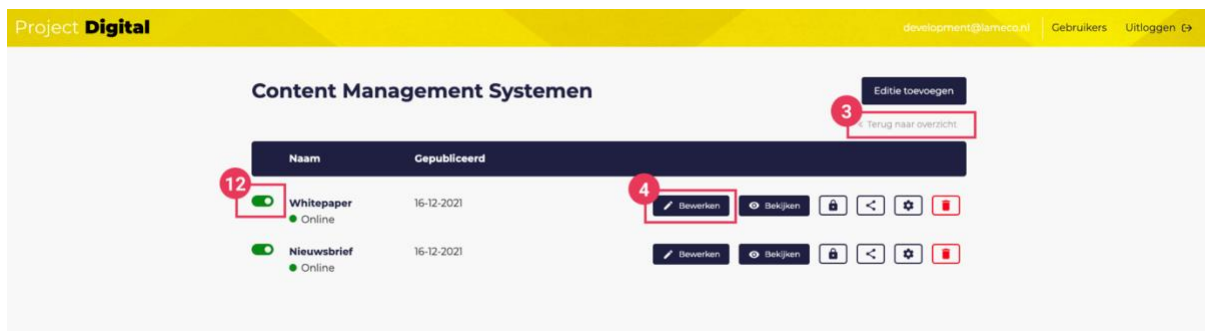 Project Digital
development@lameco.nl Gebruikers Uitloggen
Content Management Systemen
Editie toevoegen
3
< Terug naar overzicht
Naam Gepubliceerd
12
4
Whitepaper 16-12-2021 Bewerken Bekijken
Online
Nieuwsbrief 16-12-2021 Bewerken Bekijken
Online